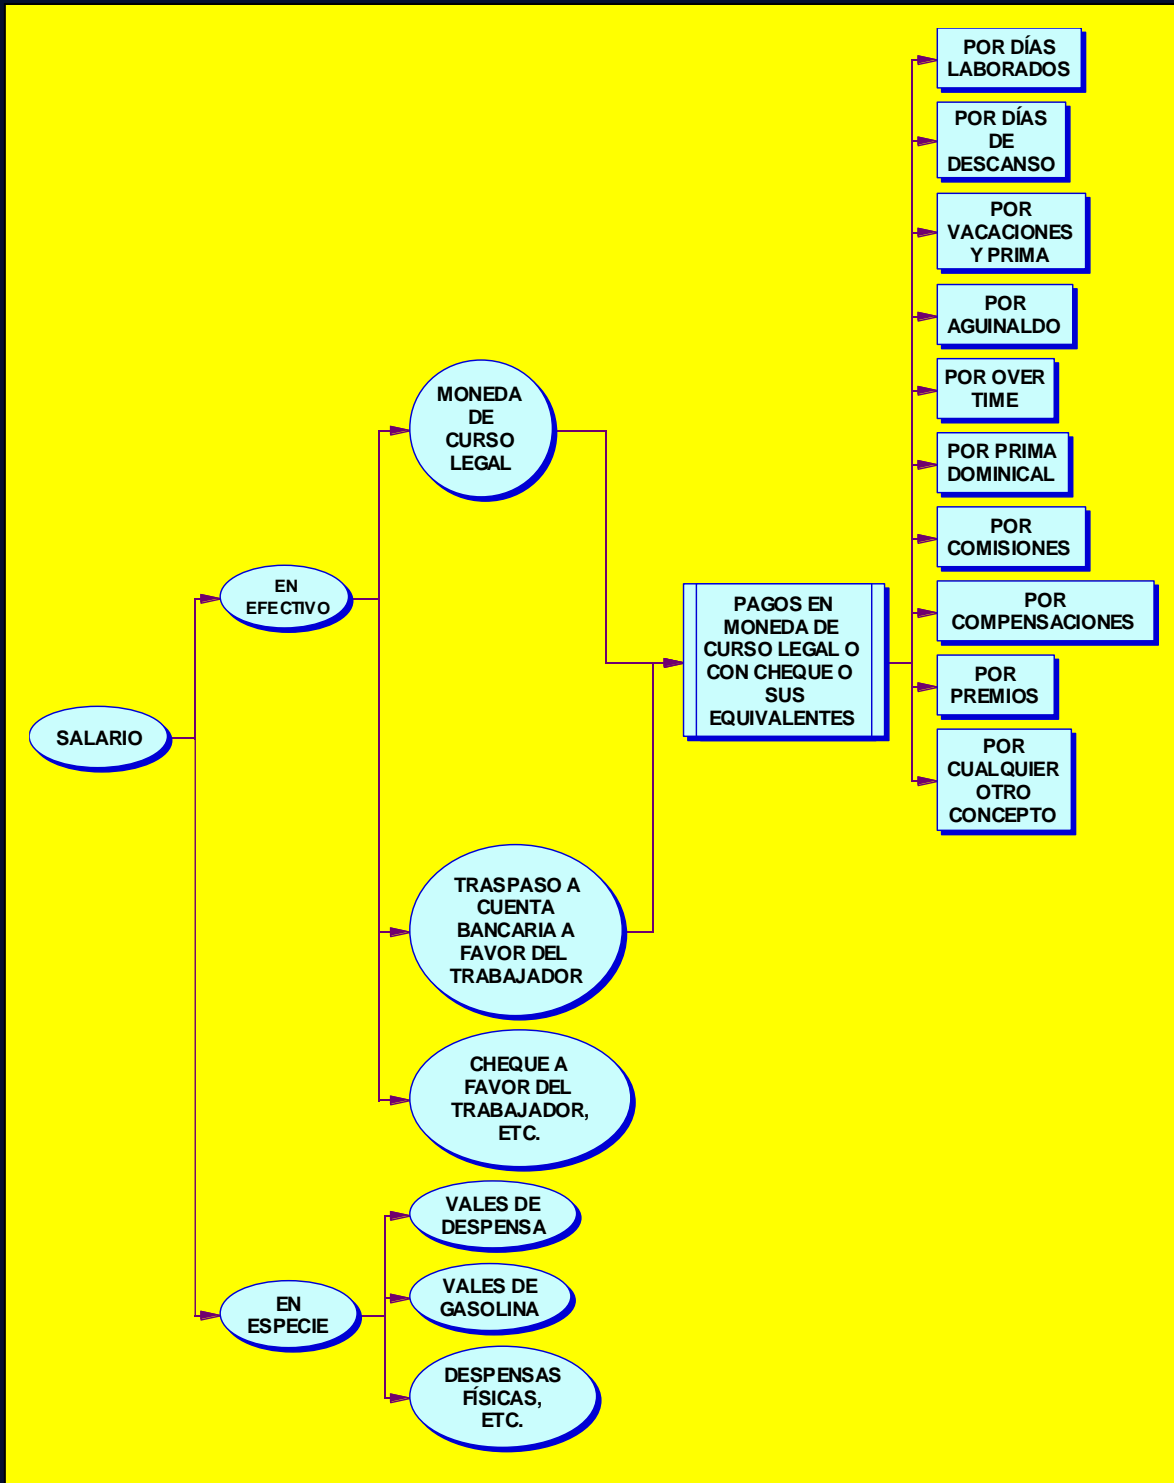 SALARIO
EN
EFECTIVO
EN
ESPECIE
MONEDA
DE
CURSO
LEGAL
TRASPASO A
CUENTA
BANCARIA A
FAVOR DEL
TRABAJADOR
CHEQUE A
FAVOR DEL
TRABAJADOR,
ETC.
VALES DE
DESPENSA
VALES DE
GASOLINA
DESPENSAS
FÍSICAS,
ETC.
PAGOS EN
MONEDA DE
CURSO LEGAL O
CON CHEQUE O
SUS
EQUIVALENTES
POR DÍAS
LABORADOS
POR DÍAS
DE
DESCANSO
POR
VACACIONES
Y PRIMA
POR
AGUINALDO
POR OVER
TIME
POR PRIMA
DOMINICAL
POR
COMISIONES
POR
COMPENSACIONES
POR
PREMIOS
POR
CUALQUIER
OTRO
CONCEPTO